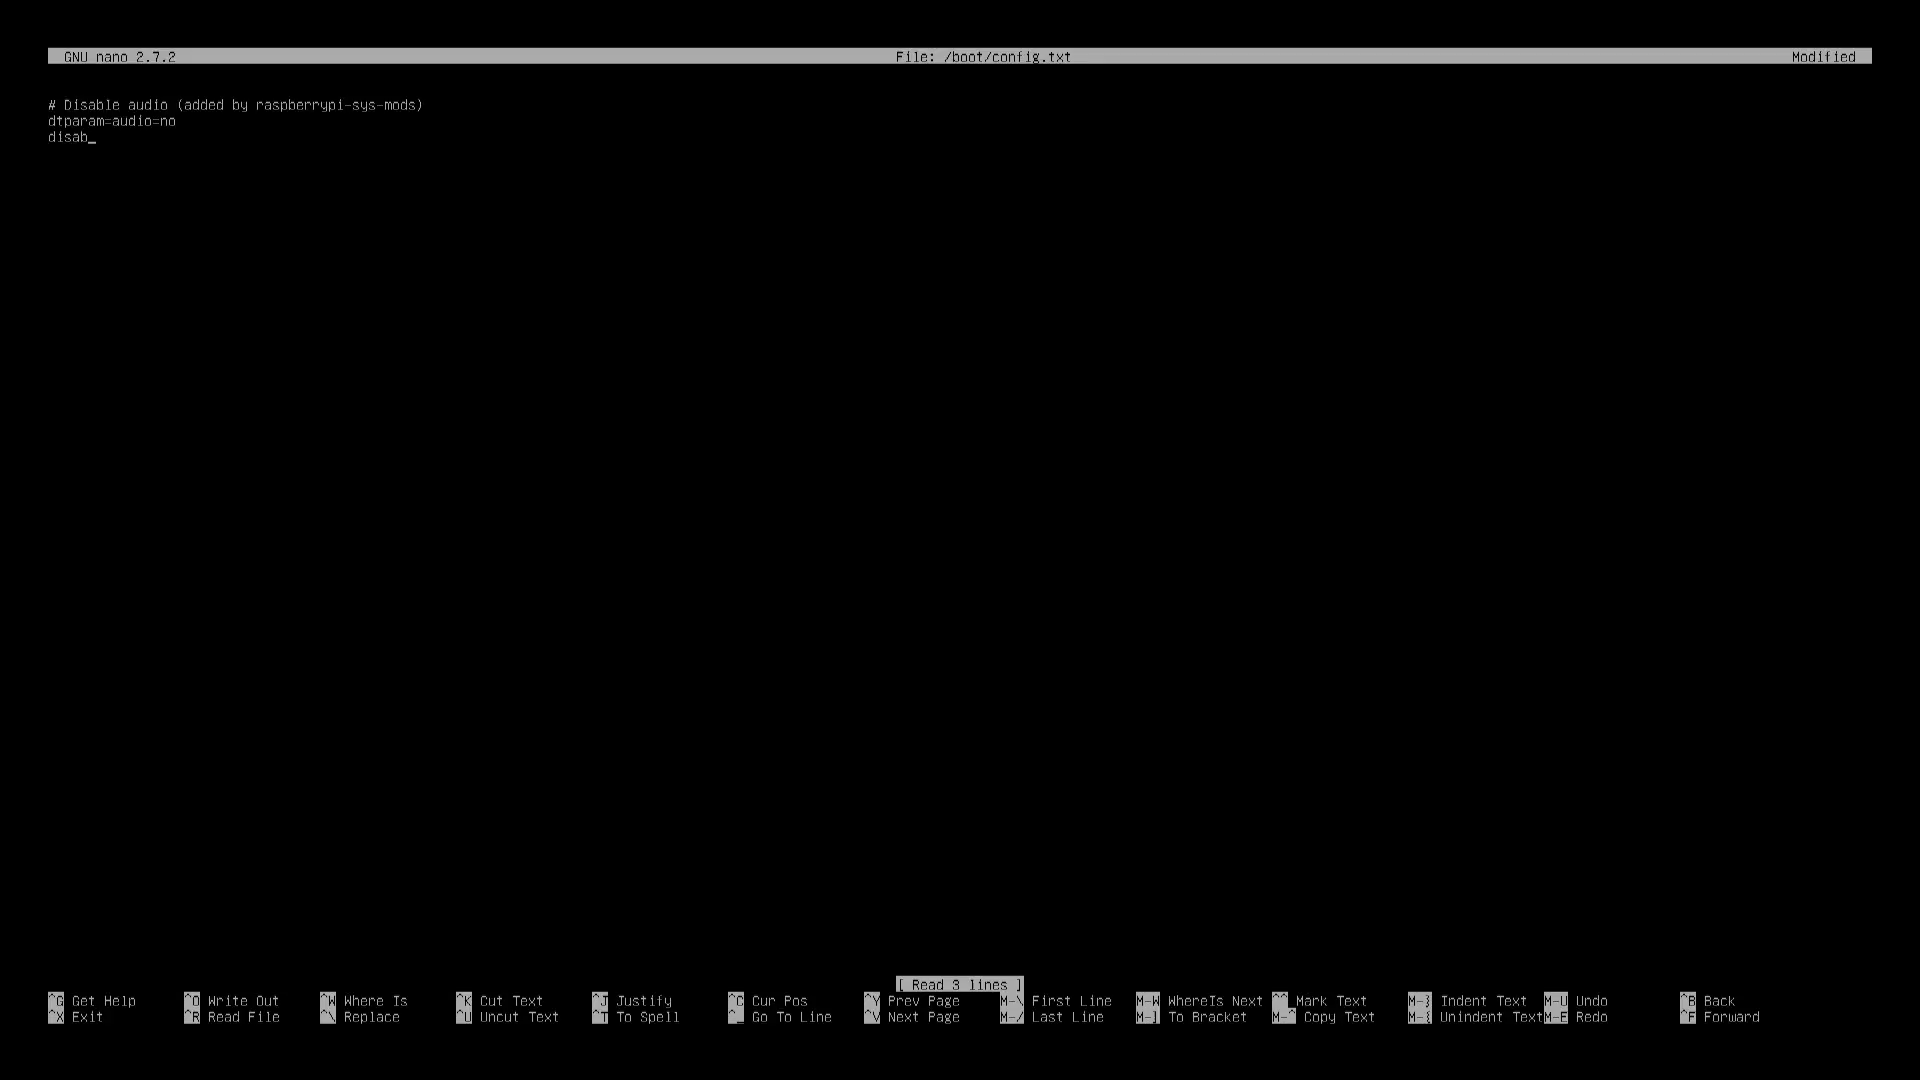 GNU nano 2.7.2 File: /boot/config.txt Modified
# Disable audio (added by raspberrypi-sys-mods)
dtparam=audio=no
disab_
[ Read 3 lines ]
^G Get Help ^O Write Out ^W Where Is ^K Cut Text ^J Justify ^C Cur Pos ^Y Prev Page M-\ First Line M-W WhereIs Next ^^ Mark Text M-} Indent Text M-U Undo ^B Back
^X Exit ^R Read File ^\ Replace ^U Uncut Text ^T To Spell ^_ Go To Line ^V Next Page M-/ Last Line M-] To Bracket M-^ Copy Text M-{ Unindent Text M-E Redo ^F Forward